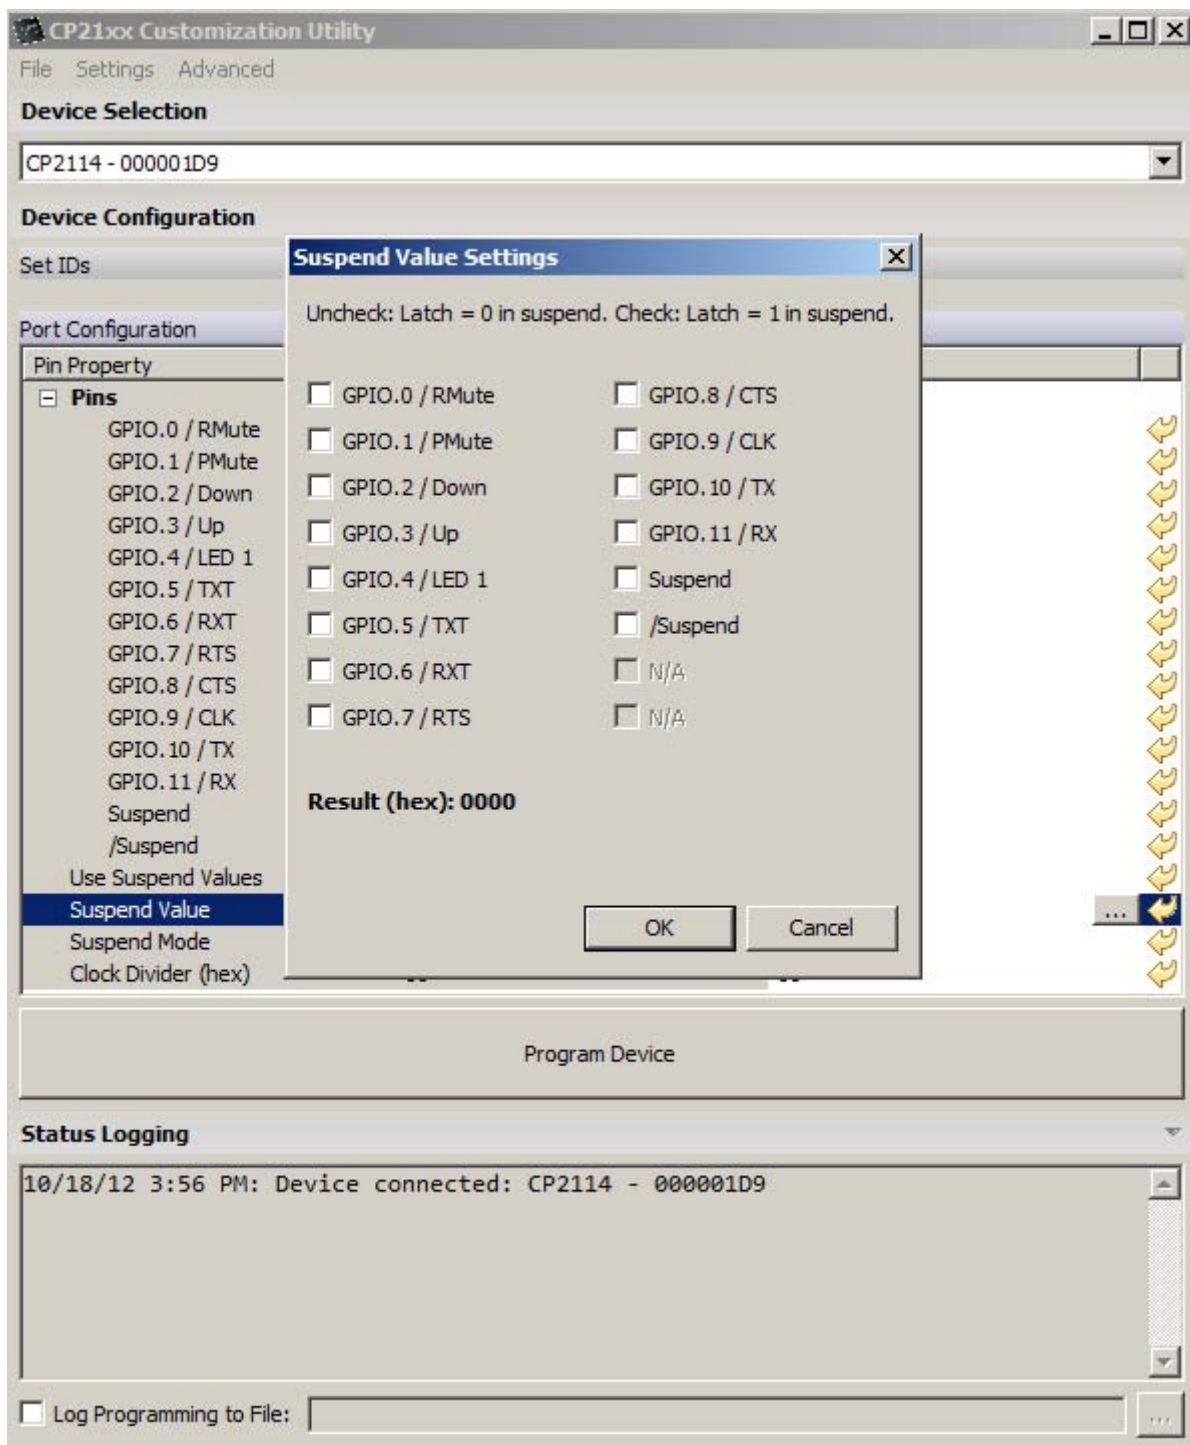 CP21xx Customization Utility
File Settings Advanced
Device Selection
CP2114 - 000001D9
Device Configuration
Set IDs
Port Configuration
Pin Property
Pins
GPIO.0 / RMute
GPIO.1 / PMute
GPIO.2 / Down
GPIO.3 / Up
GPIO.4 / LED 1
GPIO.5 / TXT
GPIO.6 / RXT
GPIO.7 / RTS
GPIO.8 / CTS
GPIO.9 / CLK
GPIO.10 / TX
GPIO.11 / RX
Suspend
/Suspend
Use Suspend Values
Suspend Value
...
Suspend Mode
Clock Divider (hex)
Suspend Value Settings
Uncheck: Latch = 0 in suspend. Check: Latch = 1 in suspend.
GPIO.0 / RMute GPIO.8 / CTS
GPIO.1 / PMute GPIO.9 / CLK
GPIO.2 / Down GPIO.10 / TX
GPIO.3 / Up GPIO.11 / RX
GPIO.4 / LED 1 Suspend
GPIO.5 / TXT /Suspend
GPIO.6 / RXT N/A
GPIO.7 / RTS N/A
Result (hex): 0000
OK Cancel
Program Device
Status Logging
10/18/12 3:56 PM: Device connected: CP2114 - 000001D9
Log Programming to File: ...